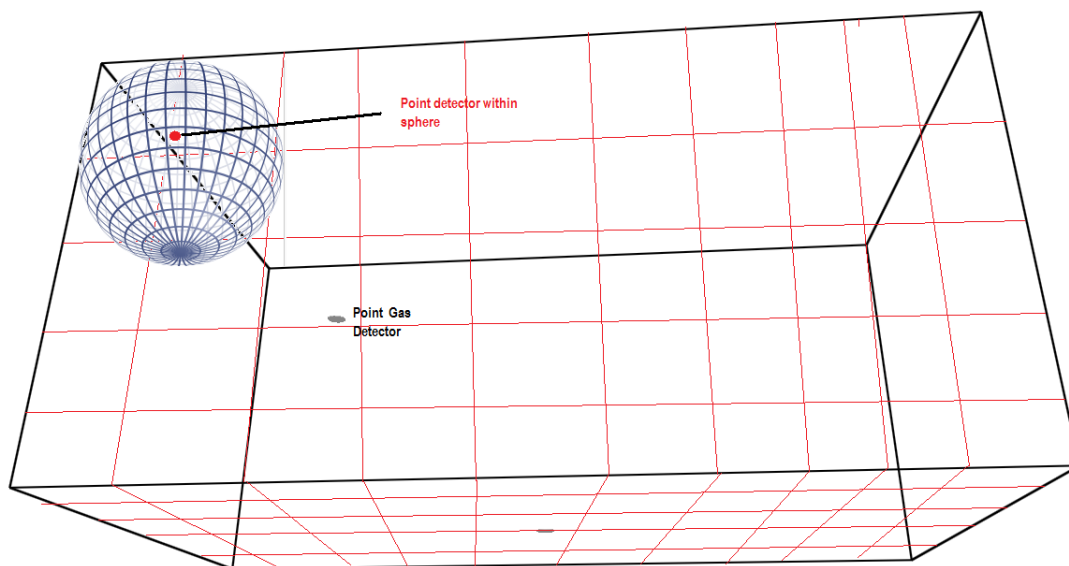 Point detector within
sphere
Point Gas
Detector